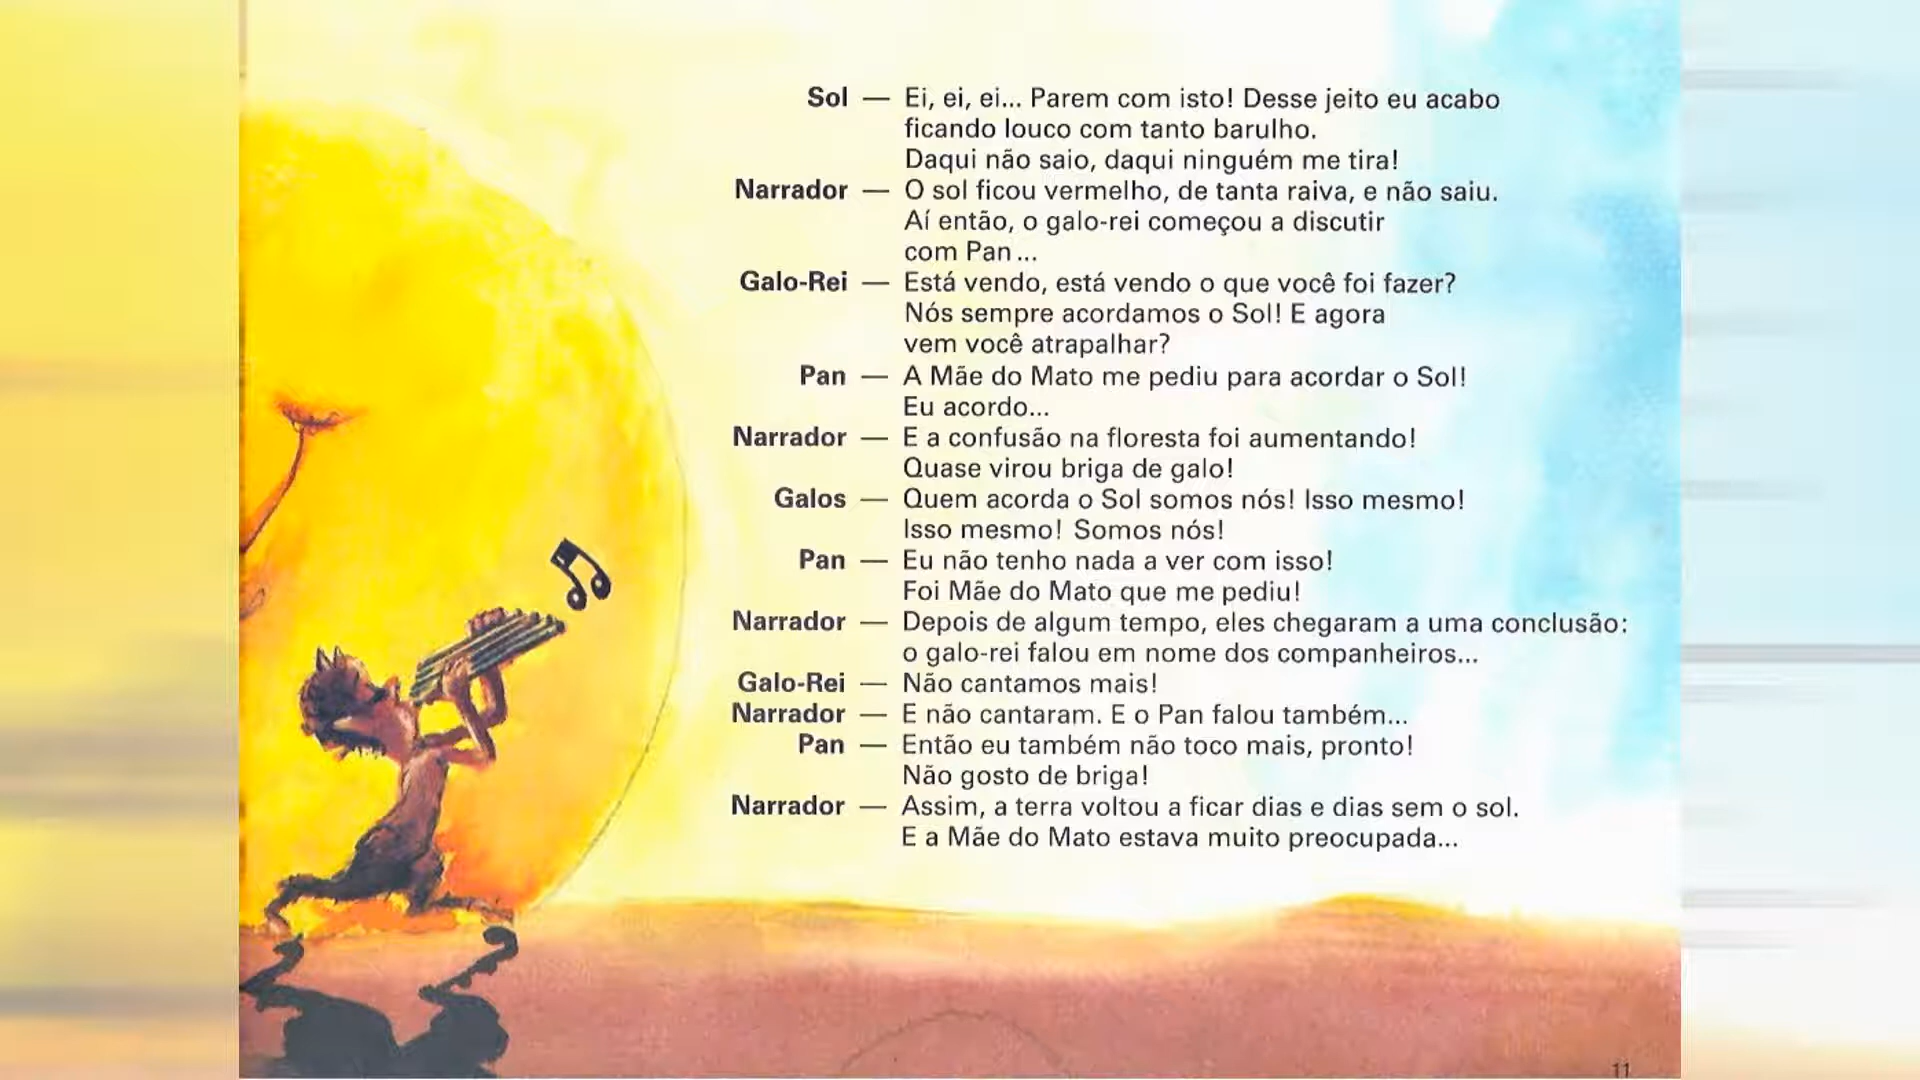 Sol — Ei, ei, ei... Parem com isto! Desse jeito eu acabo
ficando louco com tanto barulho.
Daqui não saio, daqui ninguém me tira!
Narrador — O sol ficou vermelho, de tanta raiva, e não saiu.
Aí então, o galo-rei começou a discutir
com Pan...
Galo-Rei — Está vendo, está vendo o que você foi fazer?
Nós sempre acordamos o Sol! E agora
vem você atrapalhar?
Pan — A Mãe do Mato me pediu para acordar o Sol!
Eu acordo...
Narrador — E a confusão na floresta foi aumentando!
Quase virou briga de galo!
Galos — Quem acorda o Sol somos nós! Isso mesmo!
Isso mesmo! Somos nós!
Pan — Eu não tenho nada a ver com isso!
Foi Mãe do Mato que me pediu!
Narrador — Depois de algum tempo, eles chegaram a uma conclusão:
o galo-rei falou em nome dos companheiros...
Galo-Rei — Não cantamos mais!
Narrador — E não cantaram. E o Pan falou também...
Pan — Então eu também não toco mais, pronto!
Não gosto de briga!
Narrador — Assim, a terra voltou a ficar dias e dias sem o sol.
E a Mãe do Mato estava muito preocupada...
11